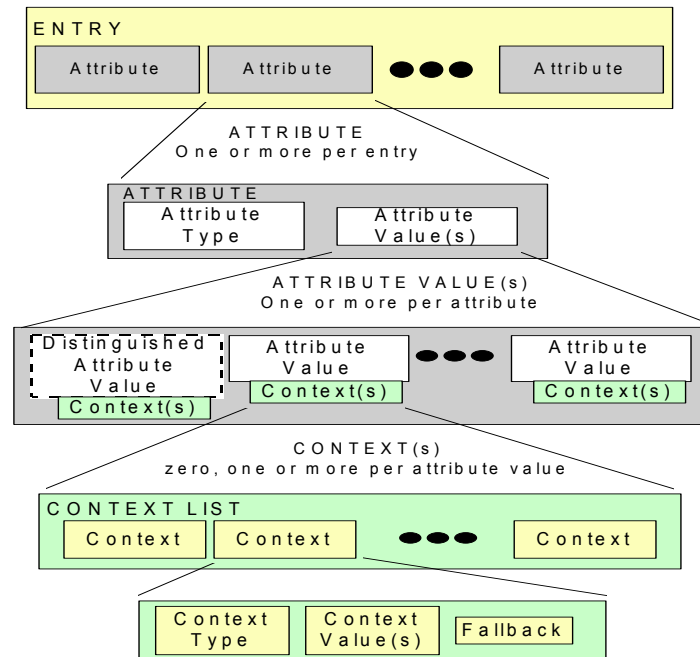 ENTRY
Attribute
Attribute
Attribute
ATTRIBUTE
One or more per entry
ATTRIBUTE
Attribute
Type
Attribute
Value(s)
ATTRIBUTE VALUE(s)
One or more per attribute
Distinguished
Attribute
Value
Context(s)
Attribute
Value
Context(s)
Attribute
Value
Context(s)
CONTEXT(s)
zero, one or more per attribute value
CONTEXT LIST
Context
Context
Context
Context
Type
Context
Value(s)
Fallback